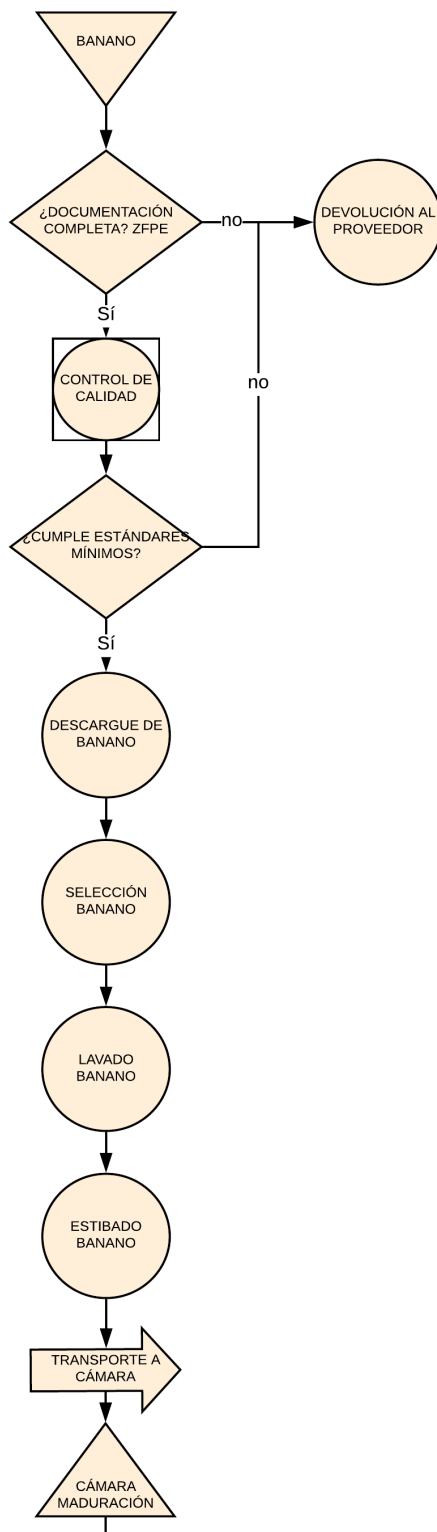 BANANO
¿DOCUMENTACIÓN
COMPLETA? ZFPE
no
DEVOLUCIÓN AL
PROVEEDOR
Sí
CONTROL DE
CALIDAD
no
¿CUMPLE ESTÁNDARES
MÍNIMOS?
Sí
DESCARGUE DE
BANANO
SELECCIÓN
BANANO
LAVADO
BANANO
ESTIBADO
BANANO
TRANSPORTE A
CÁMARA
CÁMARA
MADURACIÓN